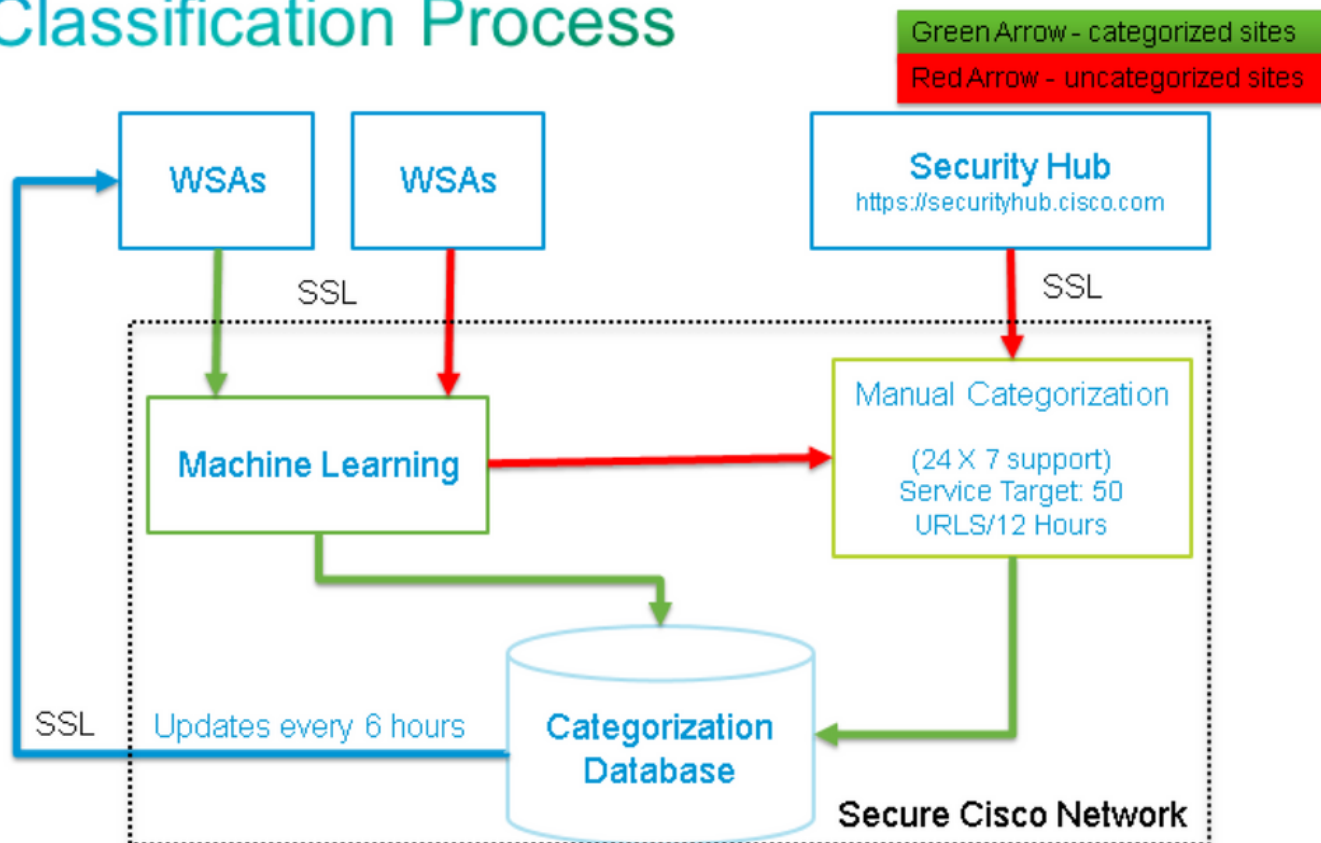 Classification Process
Green Arrow - categorized sites
Red Arrow - uncategorized sites
WSAs
WSAs
Security Hub
https://securityhub.cisco.com
SSL
SSL
Machine Learning
Manual Categorization
(24 X 7 support)
Service Target: 50
URLS/12 Hours
SSL
Updates every 6 hours
Categorization
Database
Secure Cisco Network